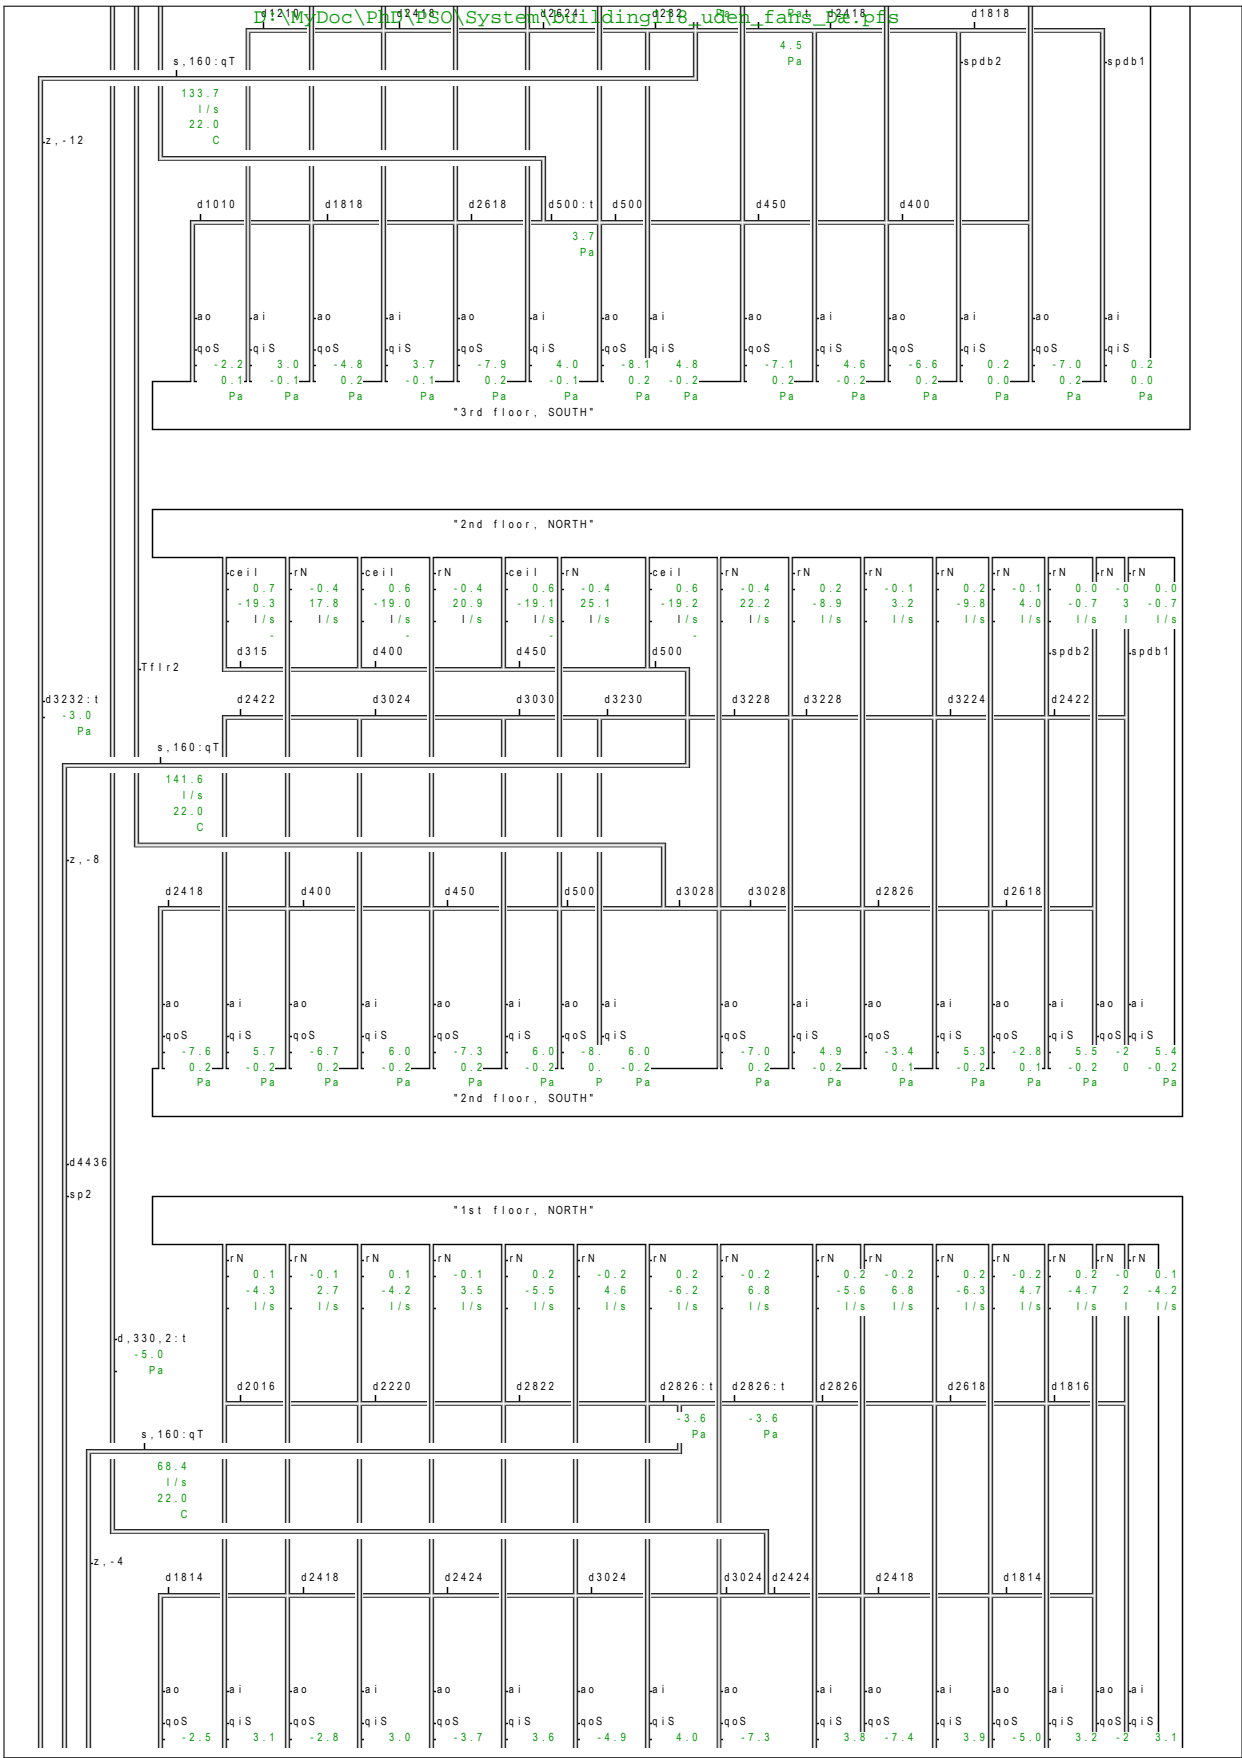 D:\MyDoc\PhD\PSO\System\building118_uden_fans_Pa.pfs
d1210 d2418 d2624 d282 Pa Pa t d2418 d1818
4.5
s,160:qT Pa spdb2 spdb1
133.7
l/s
22.0
z,-12 C
d1010 d1818 d2618 d500:t d500 d450 d400
3.7
Pa
ao ai ao ai ao ai ao ai ao ai ao ai ao ai
qoS qiS qoS qiS qoS qiS qoS qiS qoS qiS qoS qiS qoS qiS
-2.2 3.0 -4.8 3.7 -7.9 4.0 -8.1 4.8 -7.1 4.6 -6.6 0.2 -7.0 0.2
0.1 -0.1 0.2 -0.1 0.2 -0.1 0.2 -0.2 0.2 -0.2 0.2 0.0 0.2 0.0
Pa Pa Pa Pa Pa Pa Pa Pa Pa Pa Pa Pa Pa Pa
"3rd floor, SOUTH"
"2nd floor, NORTH"
ceil rN ceil rN ceil rN ceil rN rN rN rN rN rN rN rN
0.7 -0.4 0.6 -0.4 0.6 -0.4 0.6 -0.4 0.2 -0.1 0.2 -0.1 0.0 -0 0.0
-19.3 17.8 -19.0 20.9 -19.1 25.1 -19.2 22.2 -8.9 3.2 -9.8 4.0 -0.7 3 -0.7
l/s l/s l/s l/s l/s l/s l/s l/s l/s l/s l/s l/s l/s l l/s
- - - -
d315 d400 d450 d500 spdb2 spdb1
Tflr2
d3232:t d2422 d3024 d3030 d3230 d3228 d3228 d3224 d2422
-3.0
Pa
s,160:qT
141.6
l/s
22.0
C
z,-8
d2418 d400 d450 d500 d3028 d3028 d2826 d2618
ao ai ao ai ao ai ao ai ao ai ao ai ao ai ao ai
qoS qiS qoS qiS qoS qiS qoS qiS qoS qiS qoS qiS qoS qiS qoS qiS
-7.6 5.7 -6.7 6.0 -7.3 6.0 -8. 6.0 -7.0 4.9 -3.4 5.3 -2.8 5.5 -2 5.4
0.2 -0.2 0.2 -0.2 0.2 -0.2 0. -0.2 0.2 -0.2 0.1 -0.2 0.1 -0.2 0 -0.2
Pa Pa Pa Pa Pa Pa P Pa Pa Pa Pa Pa Pa Pa Pa
"2nd floor, SOUTH"
d4436
sp2
"1st floor, NORTH"
rN rN rN rN rN rN rN rN rN rN rN rN rN rN rN
0.1 -0.1 0.1 -0.1 0.2 -0.2 0.2 -0.2 0.2 -0.2 0.2 -0.2 0.2 -0 0.1
-4.3 2.7 -4.2 3.5 -5.5 4.6 -6.2 6.8 -5.6 6.8 -6.3 4.7 -4.7 2 -4.2
l/s l/s l/s l/s l/s l/s l/s l/s l/s l/s l/s l/s l/s l l/s
d,330,2:t
-5.0
Pa
d2016 d2220 d2822 d2826:t d2826:t d2826 d2618 d1816
-3.6 -3.6
Pa Pa
s,160:qT
68.4
l/s
22.0
C
z,-4
d1814 d2418 d2424 d3024 d3024 d2424 d2418 d1814
ao ai ao ai ao ai ao ai ao ai ao ai ao ai ao ai
qoS qiS qoS qiS qoS qiS qoS qiS qoS qiS qoS qiS qoS qiS qoS qiS
-2.5 3.1 -2.8 3.0 -3.7 3.6 -4.9 4.0 -7.3 3.8 -7.4 3.9 -5.0 3.2 -2 3.1